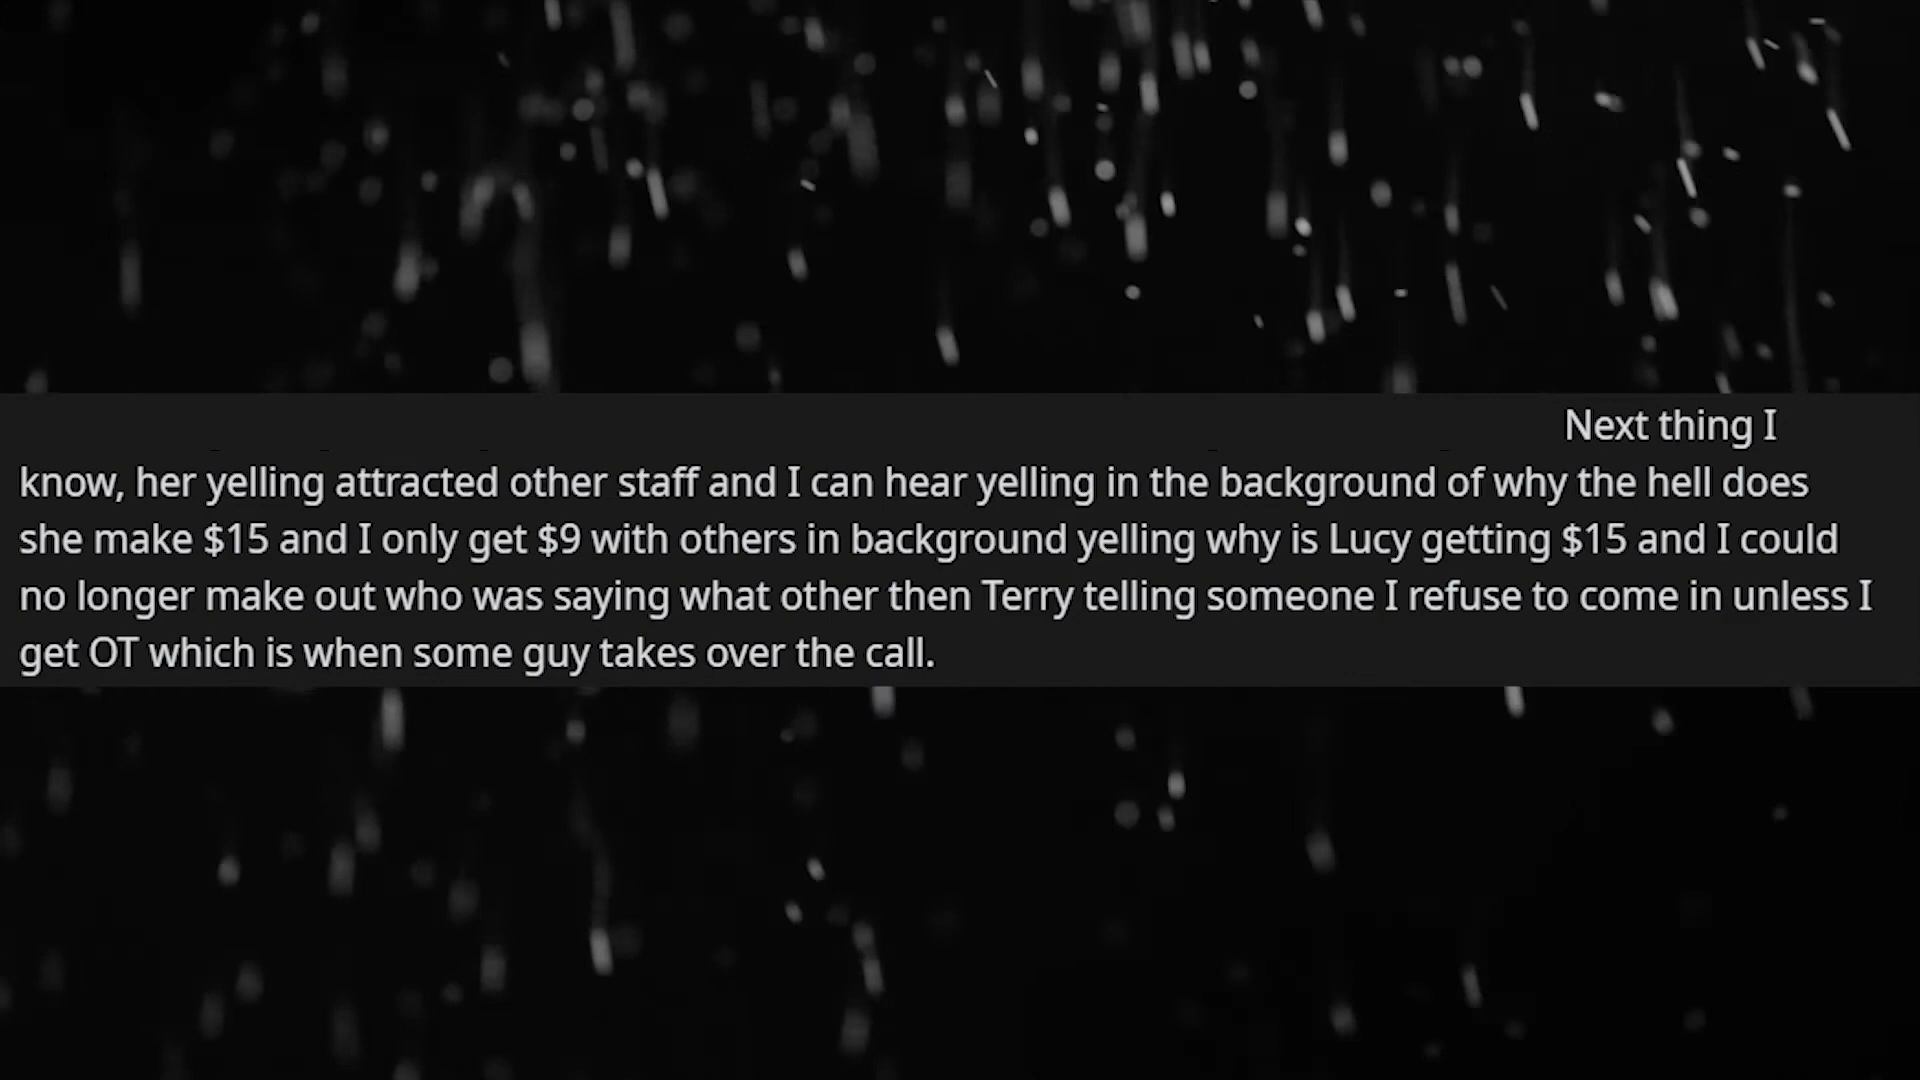 Next thing I
know, her yelling attracted other staff and I can hear yelling in the background of why the hell does
she make $15 and I only get $9 with others in background yelling why is Lucy getting $15 and I could
no longer make out who was saying what other then Terry telling someone I refuse to come in unless I
get OT which is when some guy takes over the call.